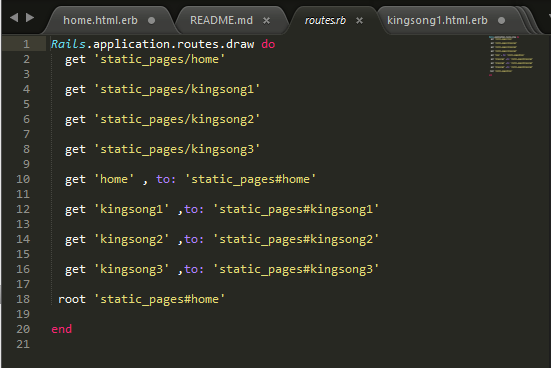 home.html.erb README.md routes.rb kingsong1.html.erb
1 Rails.application.routes.draw do
2 get 'static_pages/home'
3
4 get 'static_pages/kingsong1'
5
6 get 'static_pages/kingsong2'
7
8 get 'static_pages/kingsong3'
9
10 get 'home' , to: 'static_pages#home'
11
12 get 'kingsong1' ,to: 'static_pages#kingsong1'
13
14 get 'kingsong2' ,to: 'static_pages#kingsong2'
15
16 get 'kingsong3' ,to: 'static_pages#kingsong3'
17
18 root 'static_pages#home'
19
20 end
21